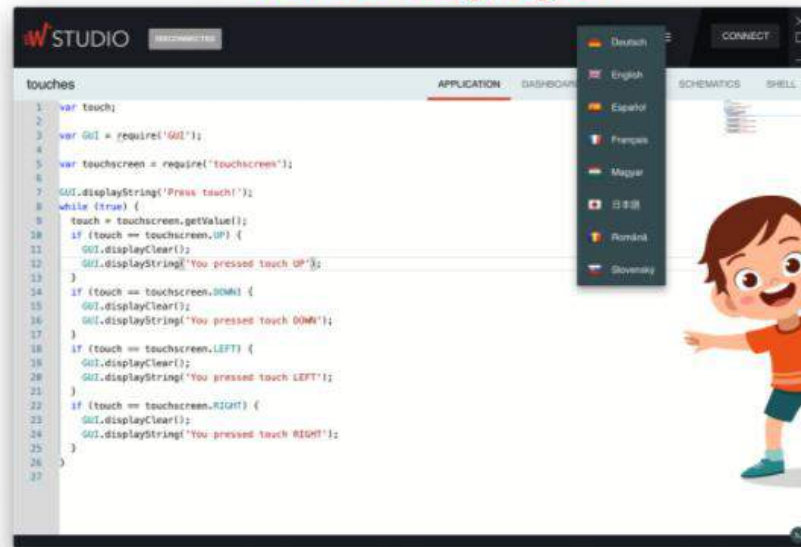 W STUDIO
DISCONNECTED
CONNECT
touches
APPLICATION
DASHBOARD
SCHEMATICS
SHELL
Deutsch
English
Español
Français
Magyar
日本語
Română
Slovenský
1 var touch;
2
3 var GUI = require('GUI');
4
5 var touchscreen = require('touchscreen');
6
7 GUI.displayString('Press touch!');
8 while (true) {
9 touch = touchscreen.getValue();
10 if (touch == touchscreen.UP) {
11 GUI.displayClear();
12 GUI.displayString('You pressed touch UP');
13 }
14 if (touch == touchscreen.DOWN) {
15 GUI.displayClear();
16 GUI.displayString('You pressed touch DOWN');
17 }
18 if (touch == touchscreen.LEFT) {
19 GUI.displayClear();
20 GUI.displayString('You pressed touch LEFT');
21 }
22 if (touch == touchscreen.RIGHT) {
23 GUI.displayClear();
24 GUI.displayString('You pressed touch RIGHT');
25 }
26 }
27